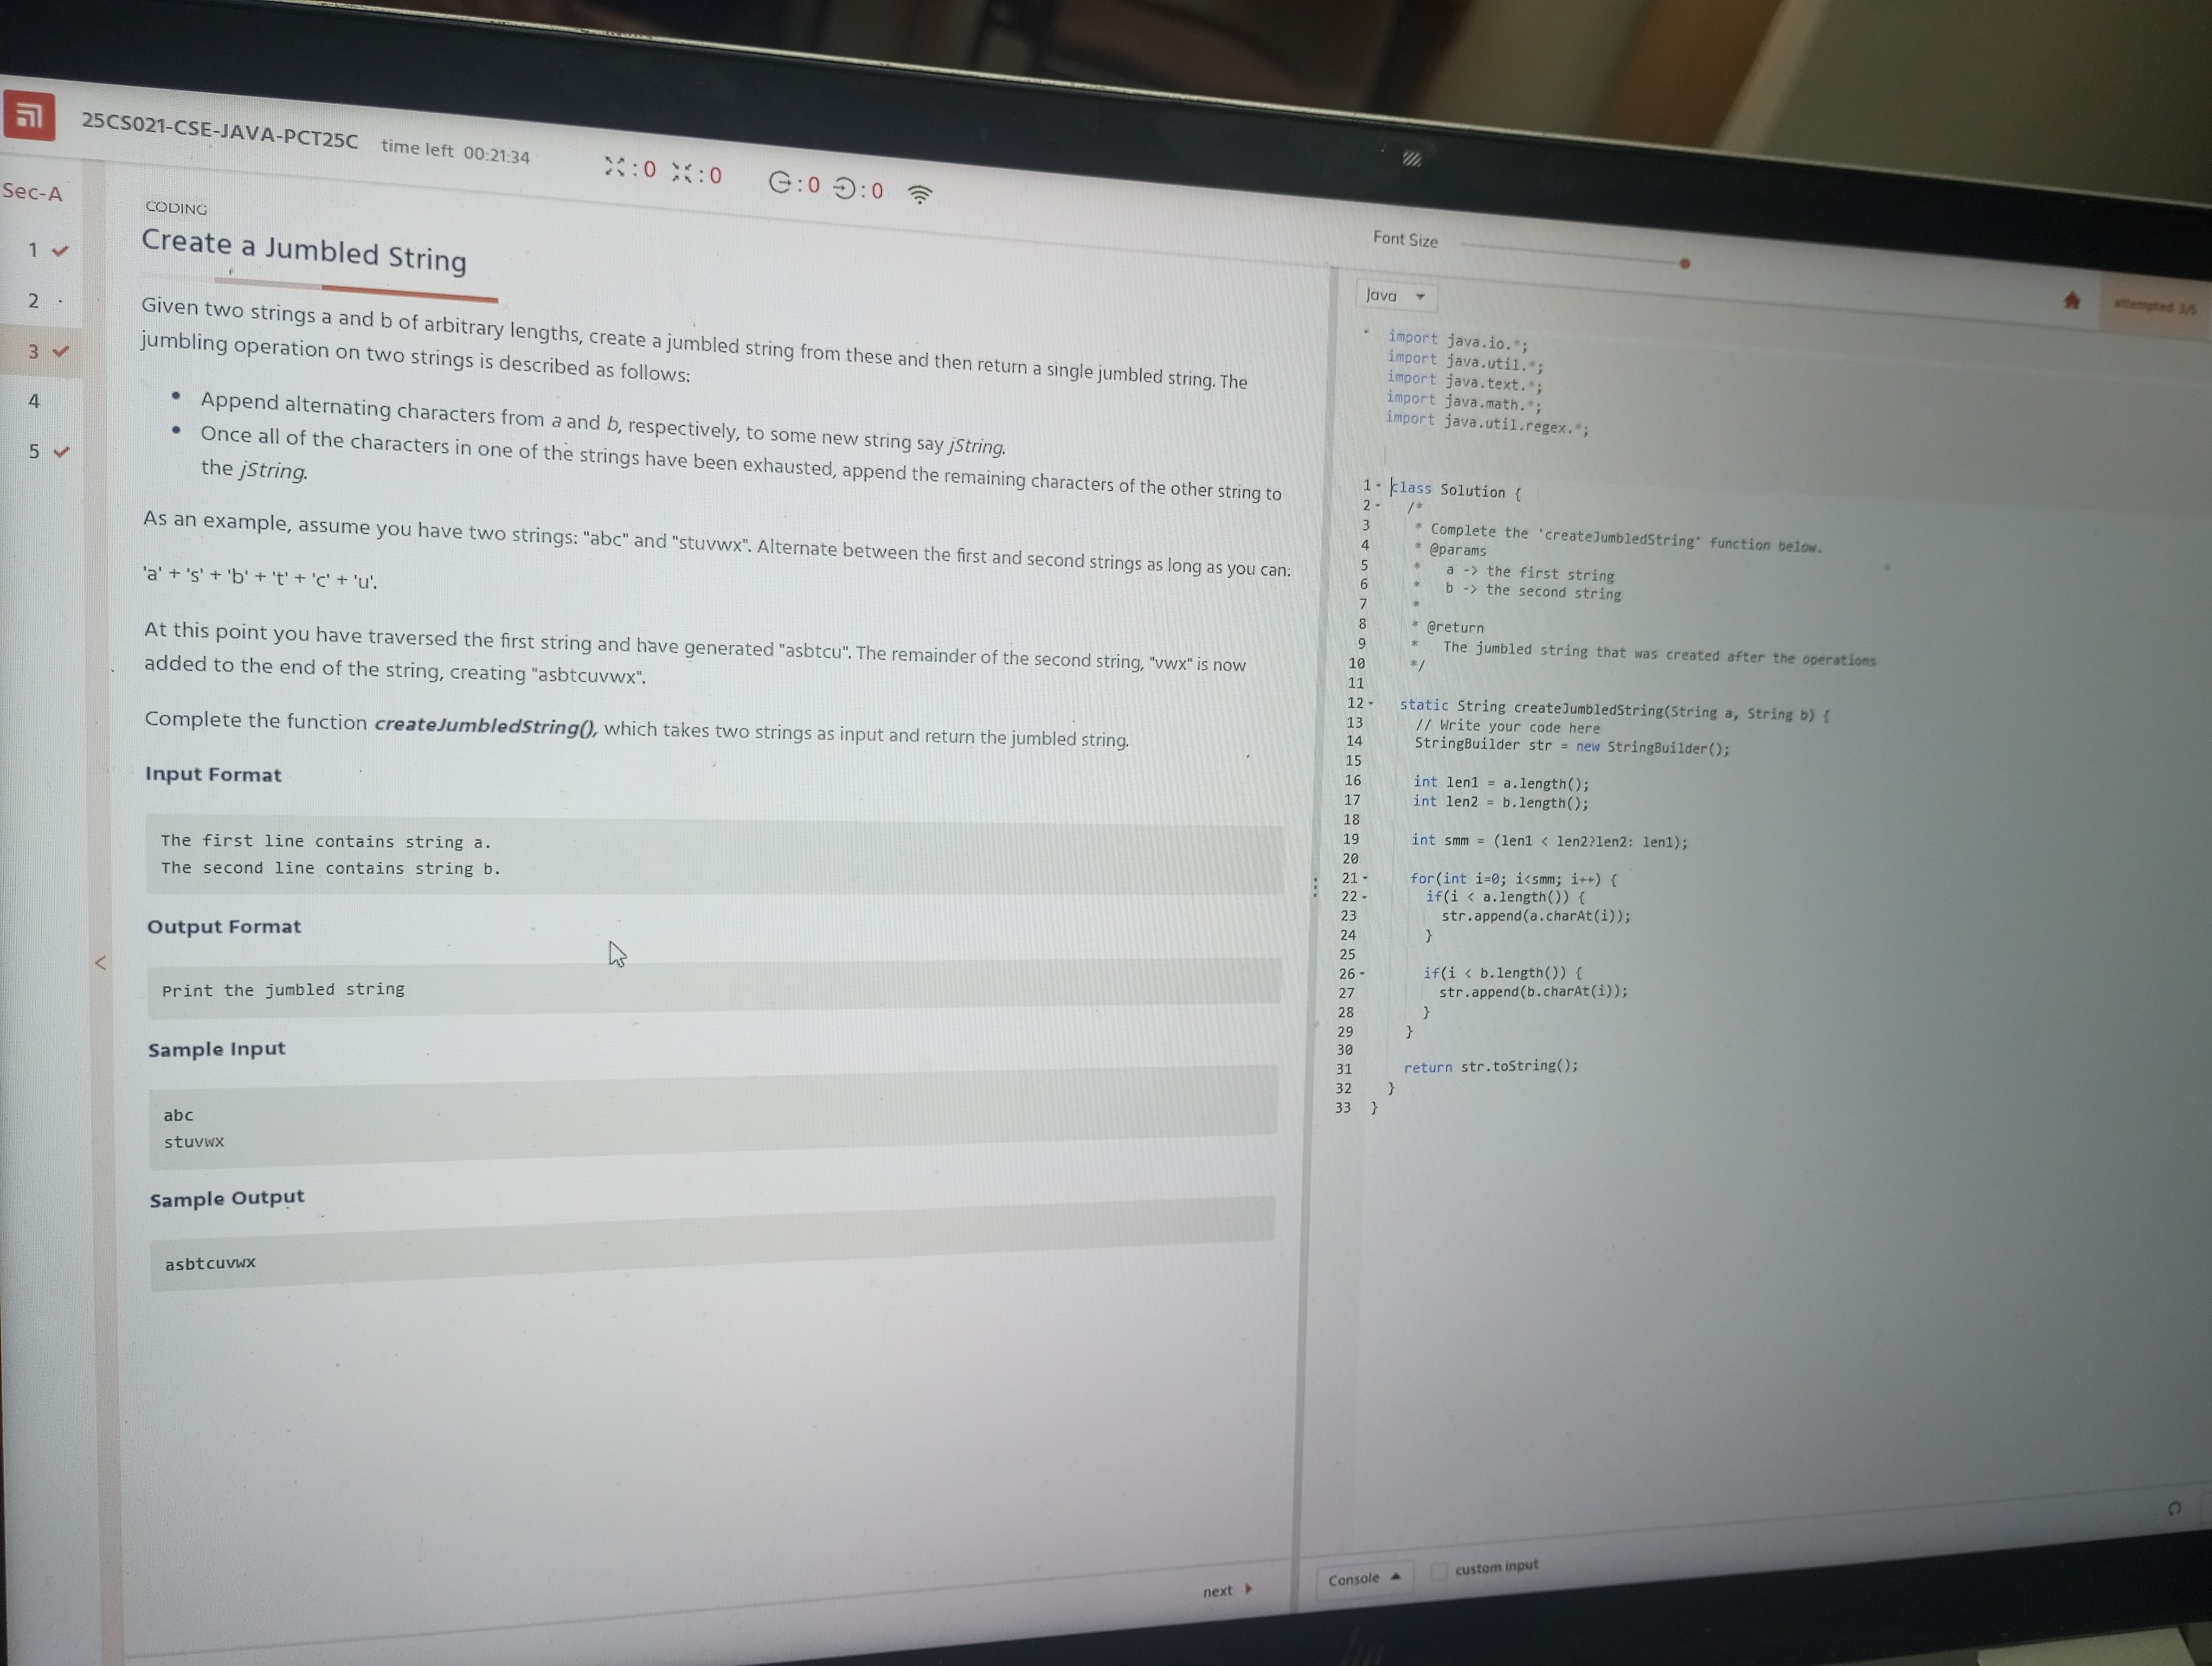 25CS021-CSE-JAVA-PCT25C time left 00:21:34 :0 :0 :0 :0
Sec-A
1
2
3
4
5
CODING
Create a Jumbled String
Given two strings a and b of arbitrary lengths, create a jumbled string from these and then return a single jumbled string. The
jumbling operation on two strings is described as follows:
• Append alternating characters from a and b, respectively, to some new string say jString.
• Once all of the characters in one of the strings have been exhausted, append the remaining characters of the other string to
the jString.
As an example, assume you have two strings: "abc" and "stuvwx". Alternate between the first and second strings as long as you can:
'a' + 's' + 'b' + 't' + 'c' + 'u'.
At this point you have traversed the first string and have generated "asbtcu". The remainder of the second string, "vwx" is now
added to the end of the string, creating "asbtcuvwx".
Complete the function createJumbledString(), which takes two strings as input and return the jumbled string.
Input Format
The first line contains string a.
The second line contains string b.
Output Format
Print the jumbled string
Sample Input
abc
stuvwx
Sample Output
asbtcuvwx
next
Font Size
Java
attempted 3/5
import java.io.*;
import java.util.*;
import java.text.*;
import java.math.*;
import java.util.regex.*;
1 class Solution {
2 /*
3 * Complete the 'createJumbledString' function below.
4 * @params
5 * a -> the first string
6 * b -> the second string
7 *
8 * @return
9 * The jumbled string that was created after the operations
10 */
11
12 static String createJumbledString(String a, String b) {
13 // Write your code here
14 StringBuilder str = new StringBuilder();
15
16 int len1 = a.length();
17 int len2 = b.length();
18
19 int smm = (len1 < len2?len2: len1);
20
21 for(int i=0; i<smm; i++) {
22 if(i < a.length()) {
23 str.append(a.charAt(i));
24 }
25
26 if(i < b.length()) {
27 str.append(b.charAt(i));
28 }
29 }
30
31 return str.toString();
32 }
33 }
Console
custom input